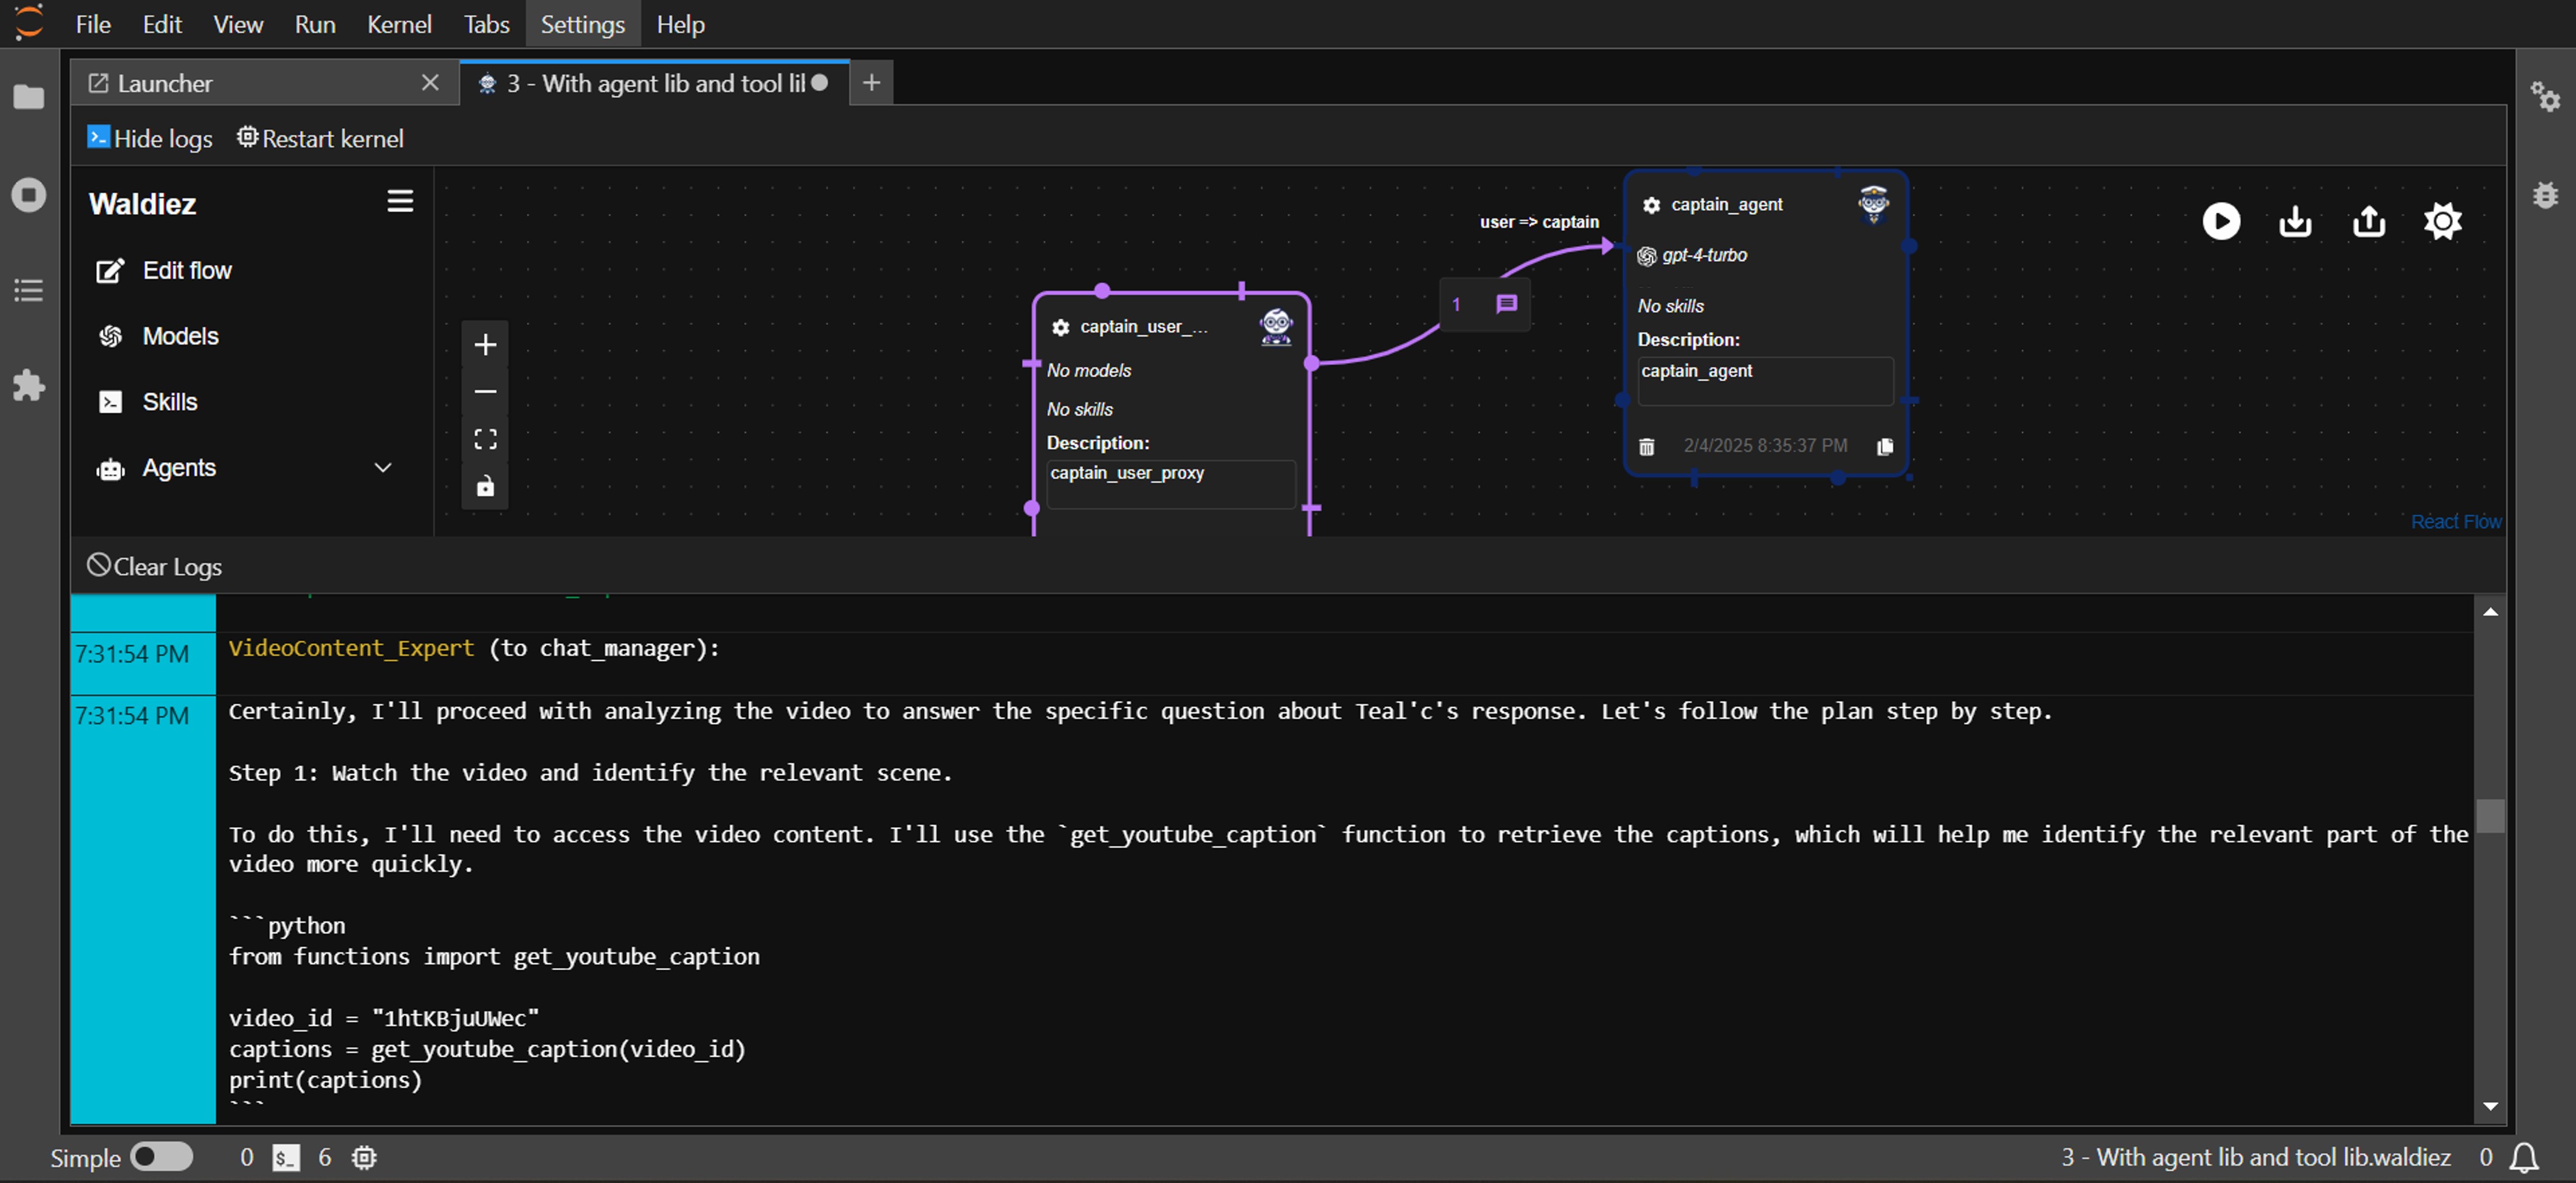 File Edit View Run Kernel Tabs Settings Help
Launcher
3 - With agent lib and tool lil
Hide logs Restart kernel
Waldiez
Edit flow
Models
Skills
Agents
user => captain
1
captain_user_...
No models
No skills
Description:
captain_user_proxy
captain_agent
gpt-4-turbo
No skills
Description:
captain_agent
2/4/2025 8:35:37 PM
React Flow
Clear Logs
7:31:54 PM VideoContent_Expert (to chat_manager):
7:31:54 PM Certainly, I'll proceed with analyzing the video to answer the specific question about Teal'c's response. Let's follow the plan step by step.
Step 1: Watch the video and identify the relevant scene.
To do this, I'll need to access the video content. I'll use the `get_youtube_caption` function to retrieve the captions, which will help me identify the relevant part of the
video more quickly.
```python
from functions import get_youtube_caption
video_id = "1htKBjuUWec"
captions = get_youtube_caption(video_id)
print(captions)
```
Simple 0 $_ 6 3 - With agent lib and tool lib.waldiez 0